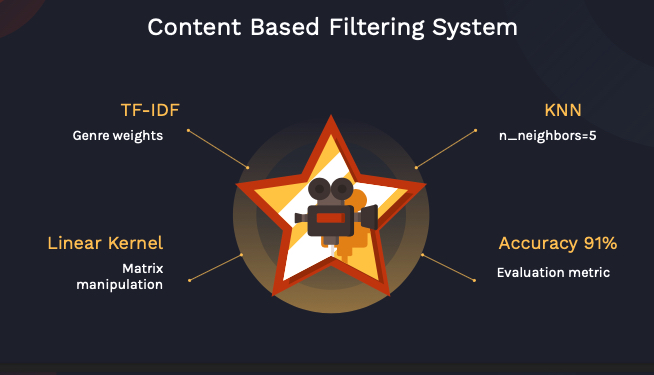 Content Based Filtering System
TF-IDF
Genre weights
KNN
n_neighbors=5
Linear Kernel
Matrix
manipulation
Accuracy 91%
Evaluation metric